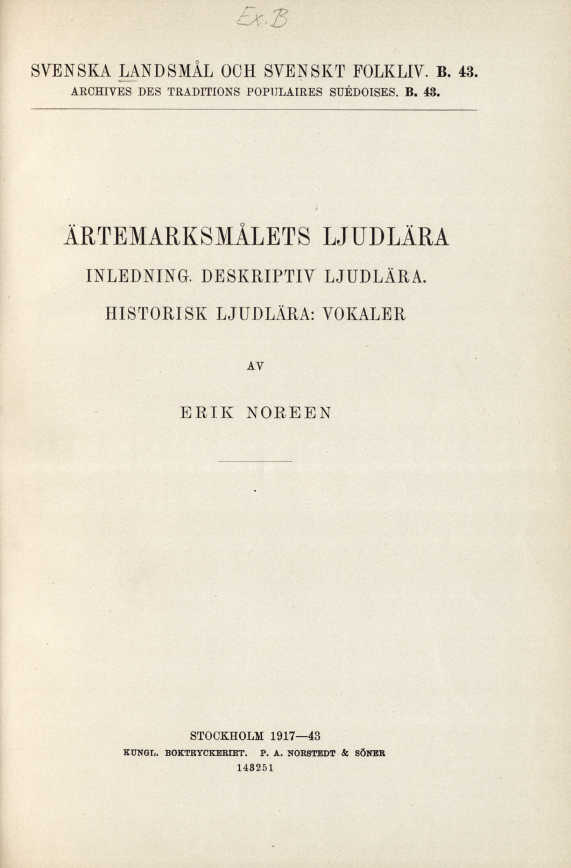 Ex. B
SVENSKA LANDSMÅL OCH SVENSKT FOLKLIV. B. 43.
ARCHIVES DES TRADITIONS POPULAIRES SUÉDOISES. B. 43.
ÄRTEMARKSMÅLETS LJUDLÄRA
INLEDNING. DESKRIPTIV LJUDLÄRA.
HISTORISK LJUDLÄRA: VOKALER
AV
ERIK NOREEN
STOCKHOLM 1917—43
KUNGL. BOKTRYCKERIET. P. A. NORSTEDT & SÖNER
143251